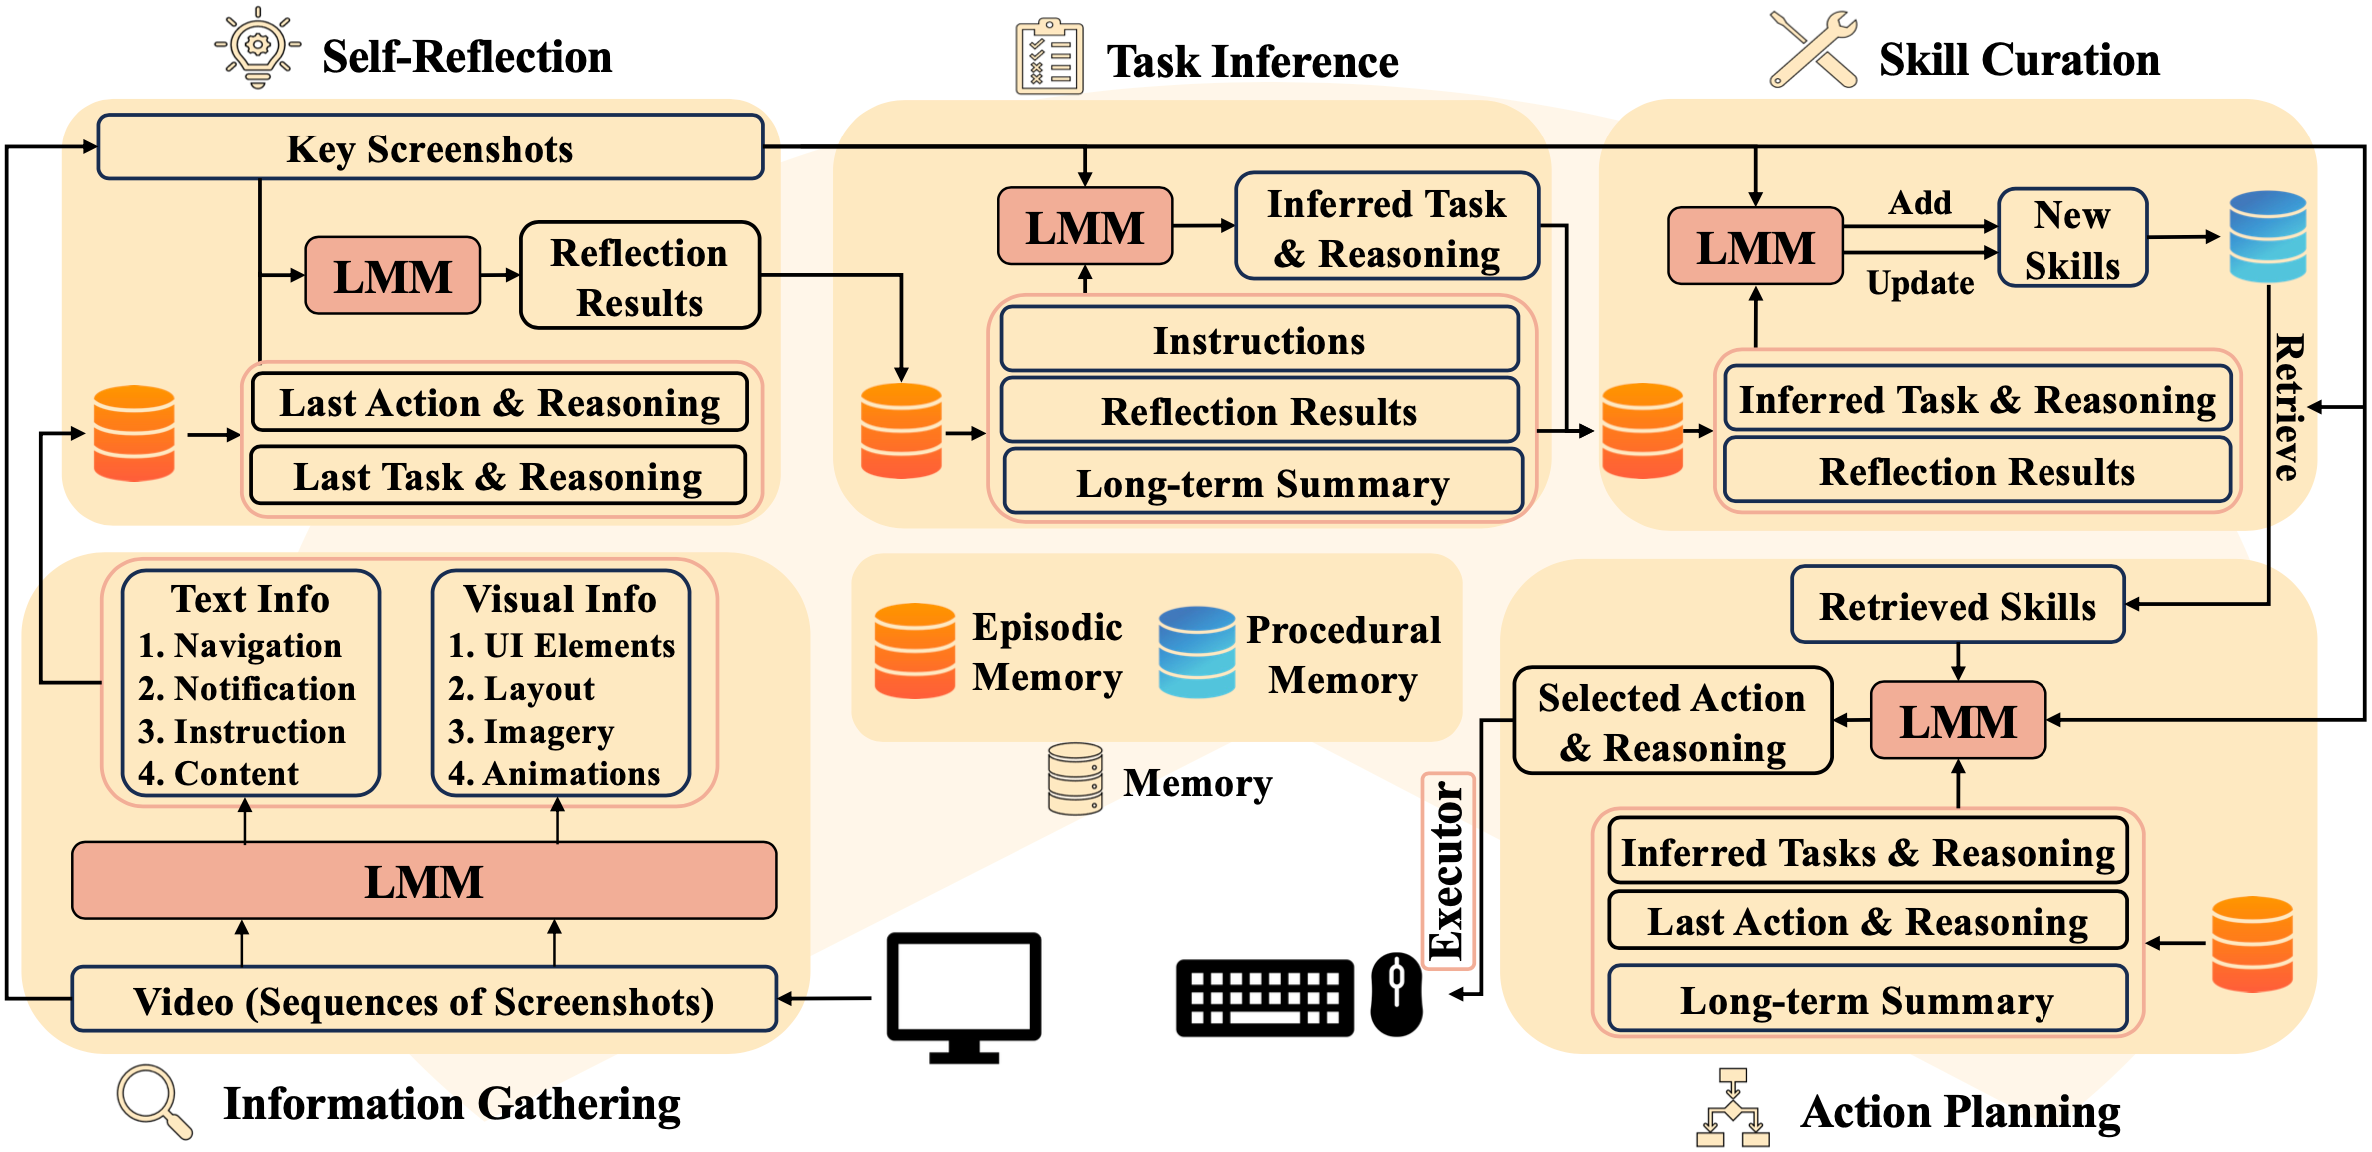 Self-Reflection
Key Screenshots
LMM
Reflection
Results
Last Action & Reasoning
Last Task & Reasoning
Task Inference
LMM
Inferred Task
& Reasoning
Instructions
Reflection Results
Long-term Summary
Skill Curation
LMM
Add
Update
New
Skills
Retrieve
Inferred Task & Reasoning
Reflection Results
Text Info
1. Navigation
2. Notification
3. Instruction
4. Content
Visual Info
1. UI Elements
2. Layout
3. Imagery
4. Animations
LMM
Video (Sequences of Screenshots)
Information Gathering
Episodic
Memory
Procedural
Memory
Memory
Executor
Retrieved Skills
Selected Action
& Reasoning
LMM
Inferred Tasks & Reasoning
Last Action & Reasoning
Long-term Summary
Action Planning